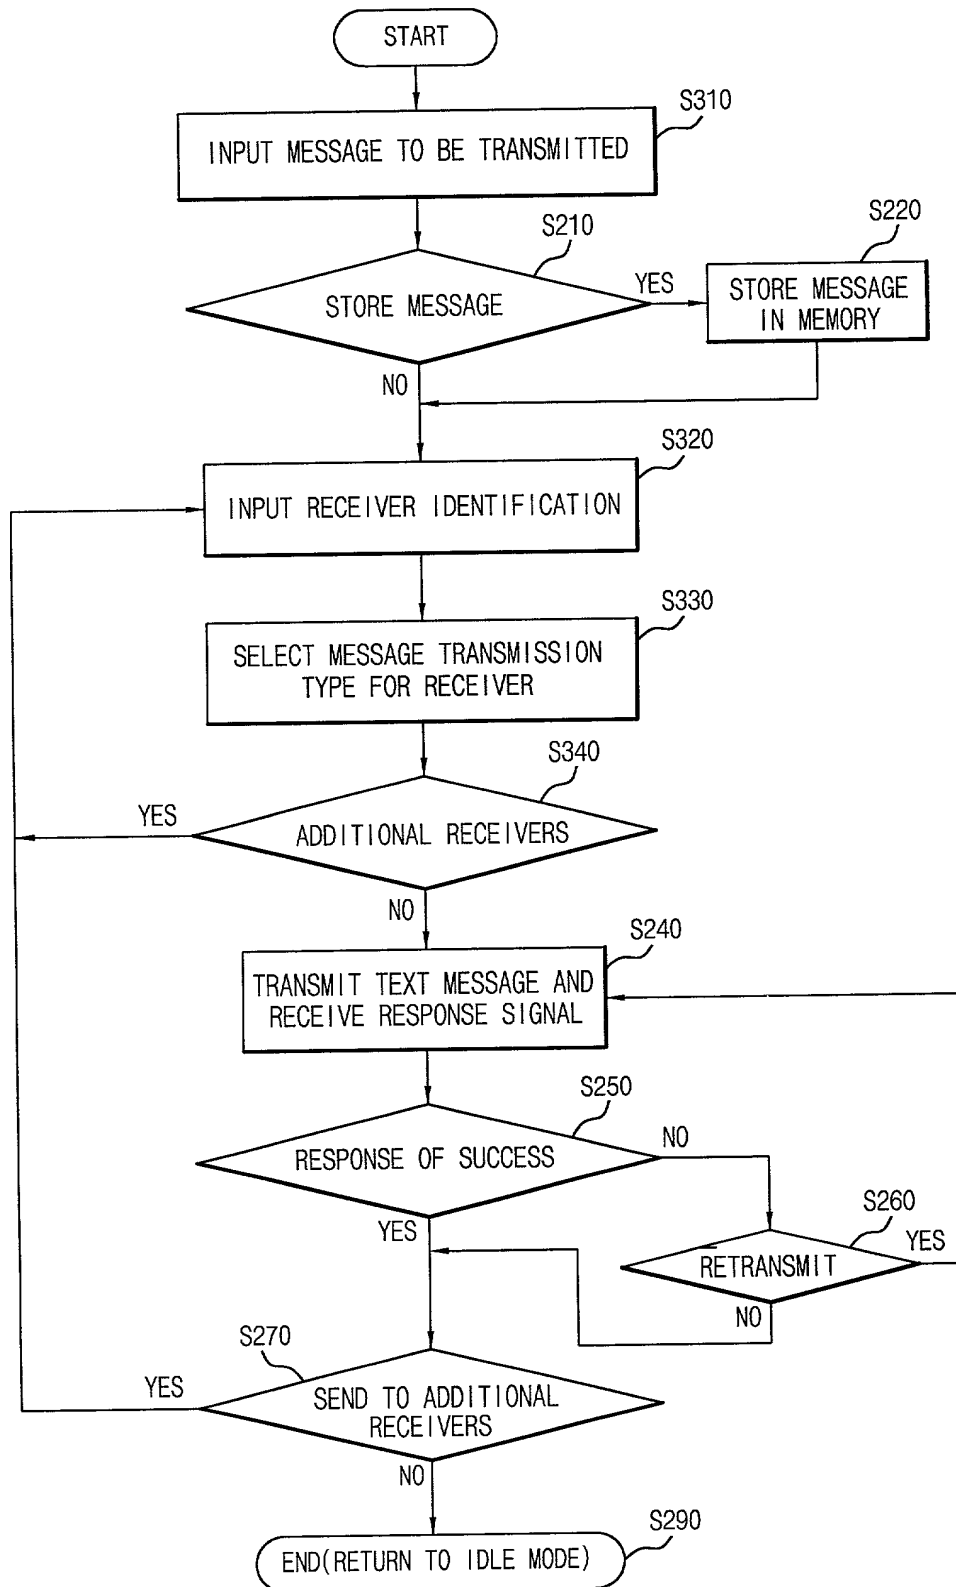 START
S310
INPUT MESSAGE TO BE TRANSMITTED
S210
STORE MESSAGE
YES
S220
STORE MESSAGE
IN MEMORY
NO
S320
INPUT RECEIVER IDENTIFICATION
S330
SELECT MESSAGE TRANSMISSION
TYPE FOR RECEIVER
S340
YES
ADDITIONAL RECEIVERS
NO
S240
TRANSMIT TEXT MESSAGE AND
RECEIVE RESPONSE SIGNAL
S250
RESPONSE OF SUCCESS
NO
YES
S260
RETRANSMIT
YES
NO
S270
YES
SEND TO ADDITIONAL
RECEIVERS
NO
S290
END(RETURN TO IDLE MODE)